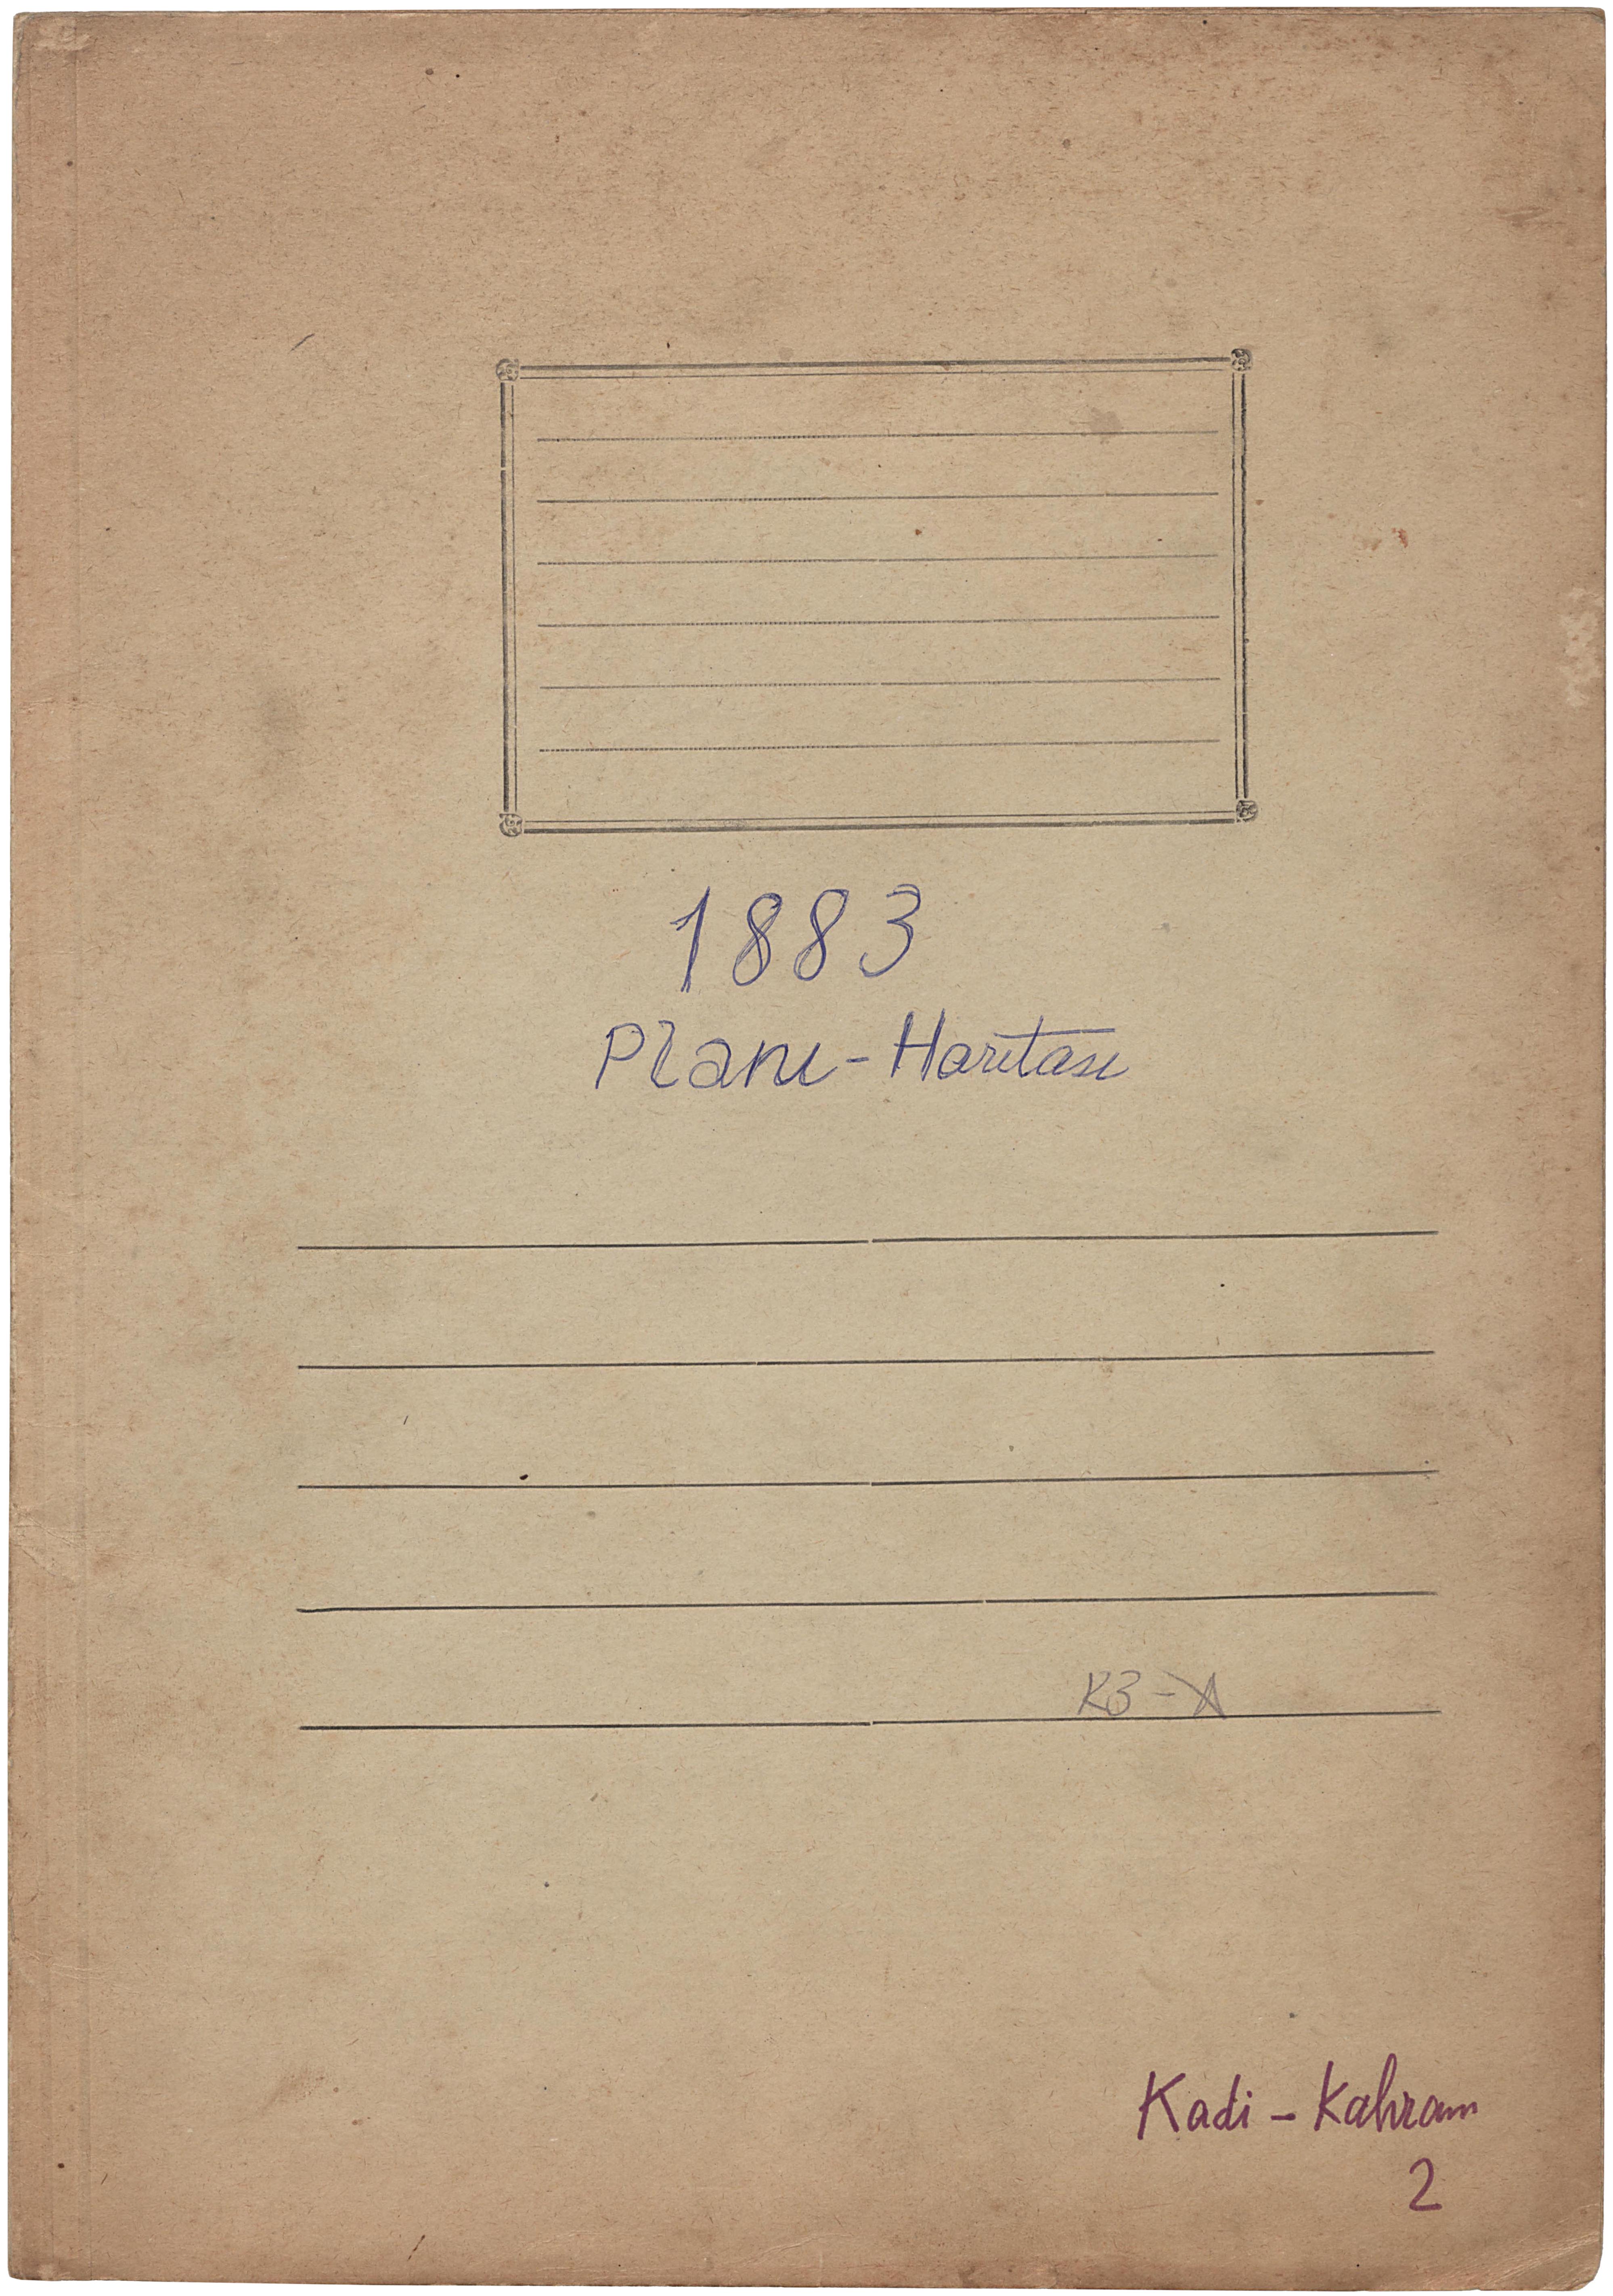 1883
Planı-Haritası
K3-A
Kadi-Kahram
2